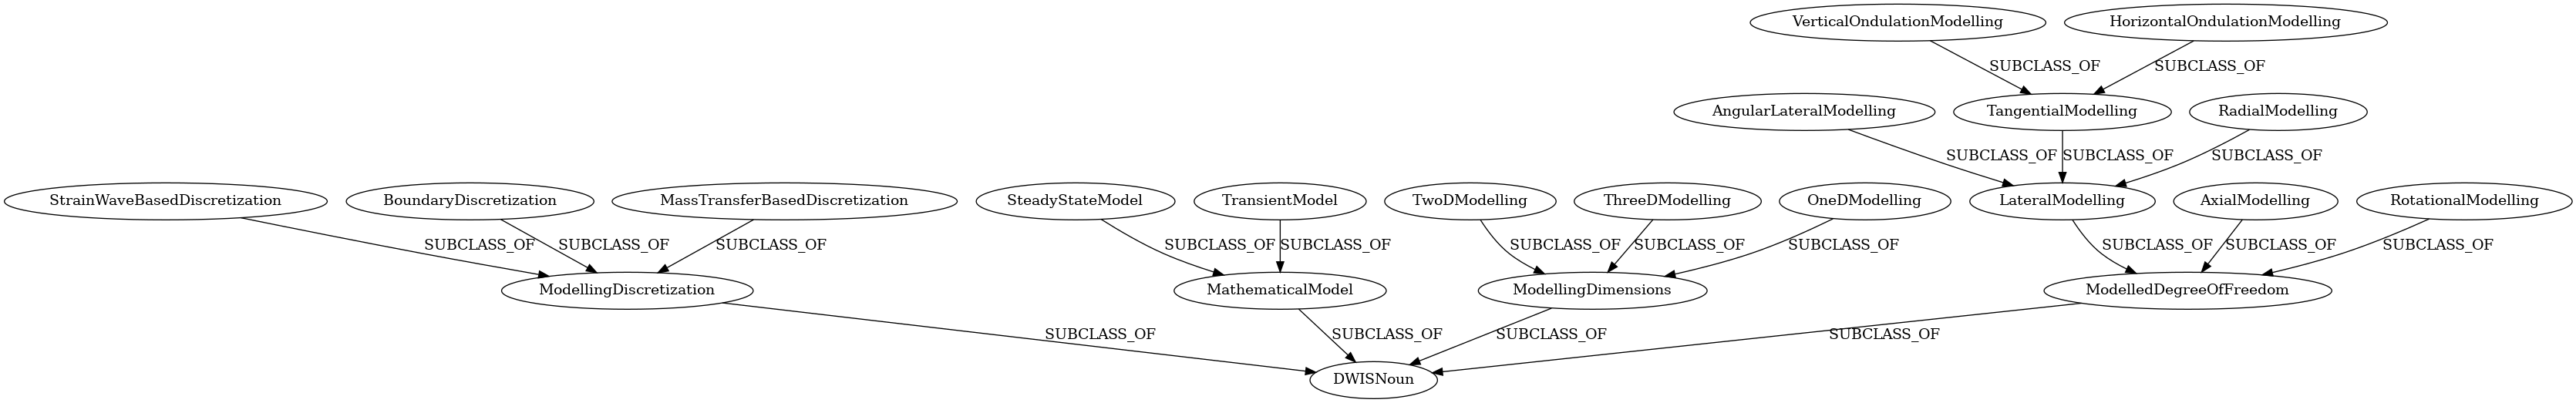 VerticalOndulationModelling
HorizontalOndulationModelling
SUBCLASS_OF
SUBCLASS_OF
AngularLateralModelling
TangentialModelling
RadialModelling
SUBCLASS_OF
SUBCLASS_OF
SUBCLASS_OF
StrainWaveBasedDiscretization
BoundaryDiscretization
MassTransferBasedDiscretization
SteadyStateModel
TransientModel
TwoDModelling
ThreeDModelling
OneDModelling
LateralModelling
AxialModelling
RotationalModelling
SUBCLASS_OF
SUBCLASS_OF
SUBCLASS_OF
SUBCLASS_OF
SUBCLASS_OF
SUBCLASS_OF
SUBCLASS_OF
SUBCLASS_OF
SUBCLASS_OF
SUBCLASS_OF
SUBCLASS_OF
ModellingDiscretization
MathematicalModel
ModellingDimensions
ModelledDegreeOfFreedom
SUBCLASS_OF
SUBCLASS_OF
SUBCLASS_OF
SUBCLASS_OF
DWISNoun